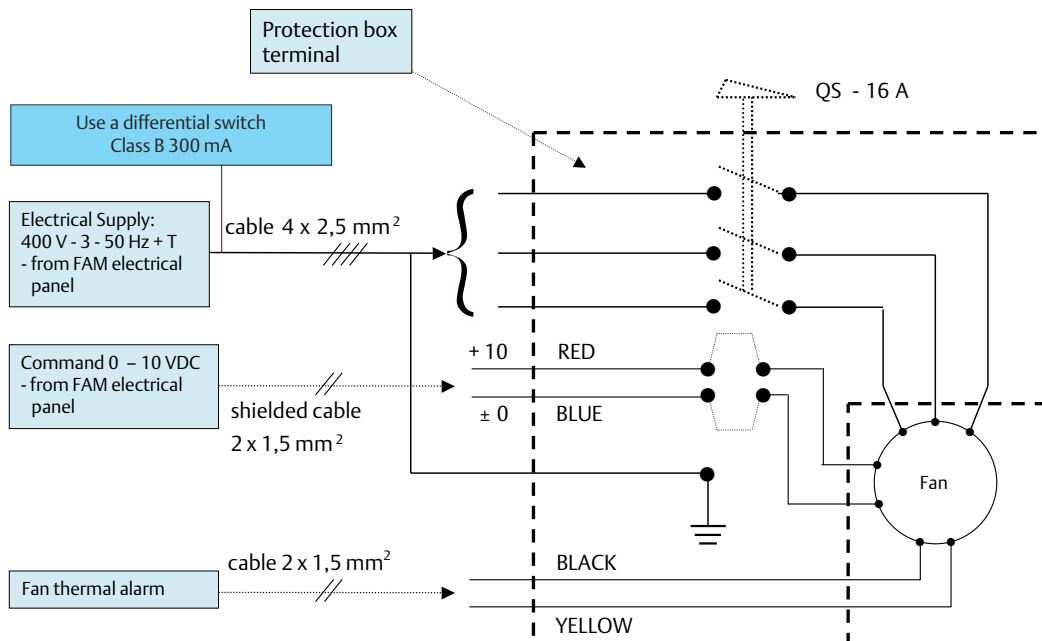 Protection box
terminal
QS - 16 A
Use a differential switch
Class B 300 mA
Electrical Supply:
400 V - 3 - 50 Hz + T
- from FAM electrical
panel
cable 4 x 2,5 mm²
Command 0 – 10 VDC
- from FAM electrical
panel
shielded cable
2 x 1,5 mm²
+ 10 RED
± 0 BLUE
Fan
Fan thermal alarm
cable 2 x 1,5 mm²
BLACK
YELLOW